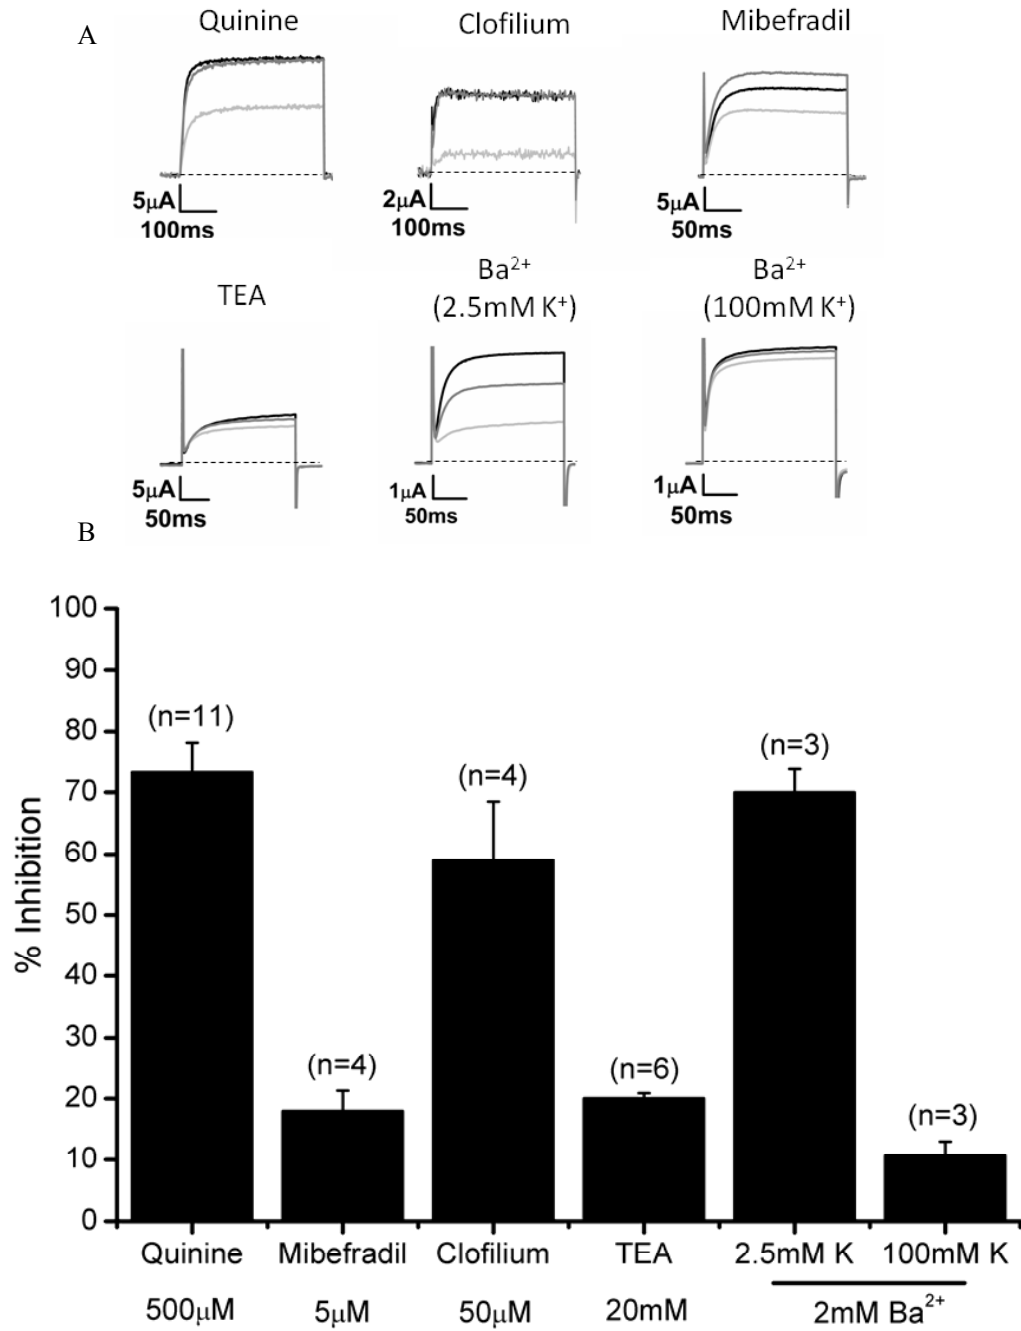 A
Quinine
Clofilium
Mibefradil
5μA
100ms
2μA
100ms
5μA
50ms
TEA
Ba²⁺
(2.5mM K⁺)
Ba²⁺
(100mM K⁺)
5μA
50ms
1μA
50ms
1μA
50ms
B
% Inhibition
100
90
80
70
60
50
40
30
20
10
0
(n=11)
(n=4)
(n=4)
(n=6)
(n=3)
(n=3)
Quinine
Mibefradil
Clofilium
TEA
2.5mM K
100mM K
500μM
5μM
50μM
20mM
2mM Ba²⁺